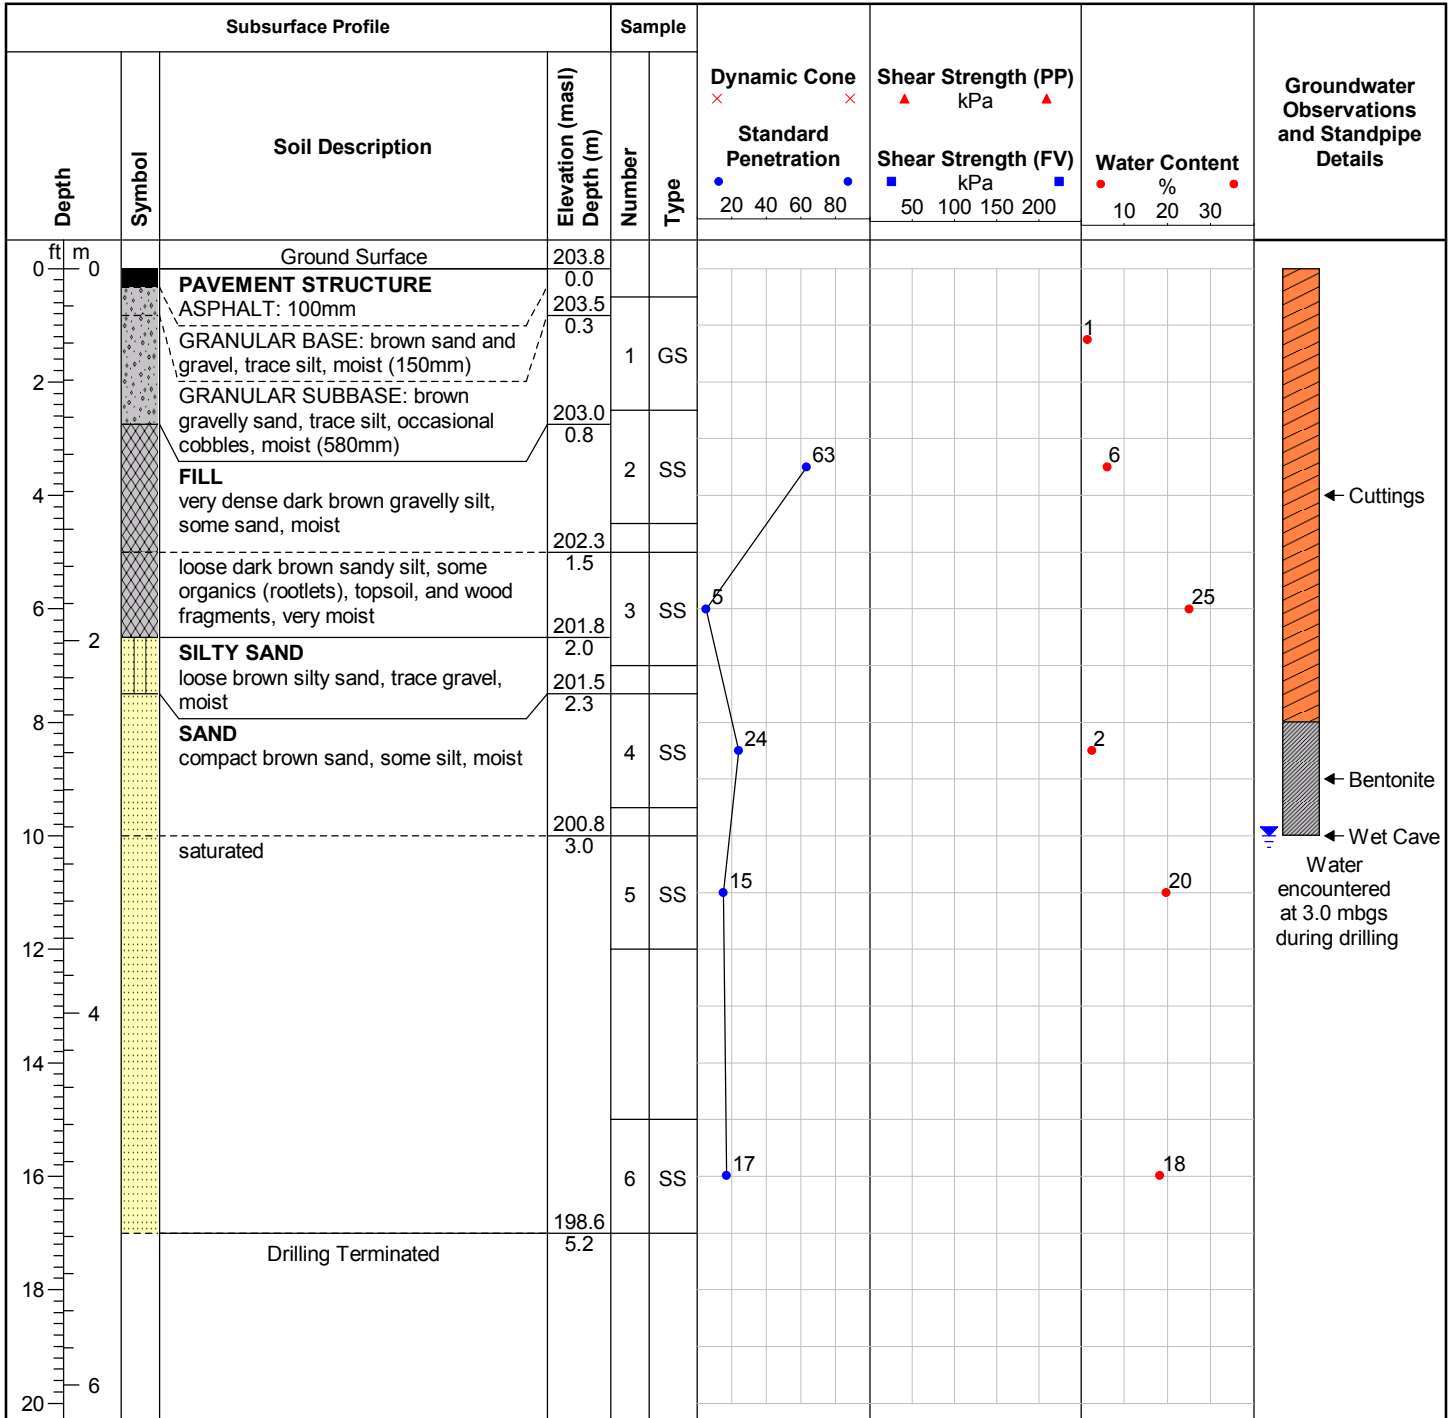 Subsurface Profile
Sample
Depth
Symbol
Soil Description
Elevation (masl)
Depth (m)
Number
Type
Dynamic Cone
Standard
Penetration
20 40 60 80
Shear Strength (PP)
kPa
Shear Strength (FV)
kPa
50 100 150 200
Water Content
%
10 20 30
Groundwater
Observations
and Standpipe
Details
ft m
0
2
4
6
8
10
12
14
16
18
20
0
2
4
6
Ground Surface
203.8
0.0
PAVEMENT STRUCTURE
ASPHALT: 100mm
203.5
0.3
GRANULAR BASE: brown sand and
gravel, trace silt, moist (150mm)
GRANULAR SUBBASE: brown
gravelly sand, trace silt, occasional
cobbles, moist (580mm)
203.0
0.8
FILL
very dense dark brown gravelly silt,
some sand, moist
202.3
1.5
loose dark brown sandy silt, some
organics (rootlets), topsoil, and wood
fragments, very moist
201.8
2.0
SILTY SAND
loose brown silty sand, trace gravel,
moist
201.5
2.3
SAND
compact brown sand, some silt, moist
200.8
3.0
saturated
198.6
5.2
Drilling Terminated
1 GS
2 SS
3 SS
4 SS
5 SS
6 SS
63
5
24
15
17
1
6
25
2
20
18
Cuttings
Bentonite
Wet Cave
Water
encountered
at 3.0 mbgs
during drilling